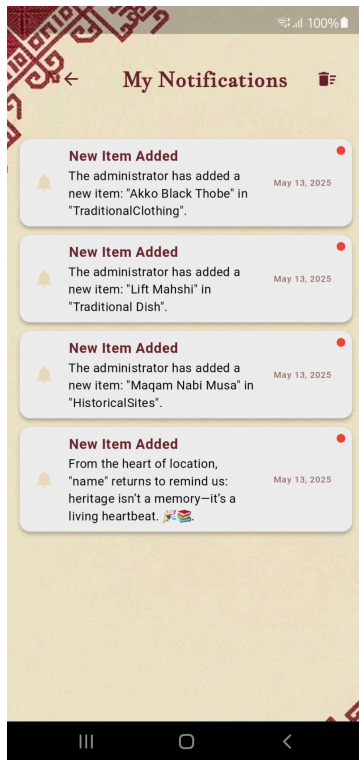 100%
My Notifications
New Item Added
The administrator has added a
new item: "Akko Black Thobe" in
"TraditionalClothing".
May 13, 2025
New Item Added
The administrator has added a
new item: "Lift Mahshi" in
"Traditional Dish".
May 13, 2025
New Item Added
The administrator has added a
new item: "Maqam Nabi Musa" in
"HistoricalSites".
May 13, 2025
New Item Added
From the heart of location,
"name" returns to remind us:
heritage isn’t a memory—it’s a
living heartbeat. 🎉📚.
May 13, 2025